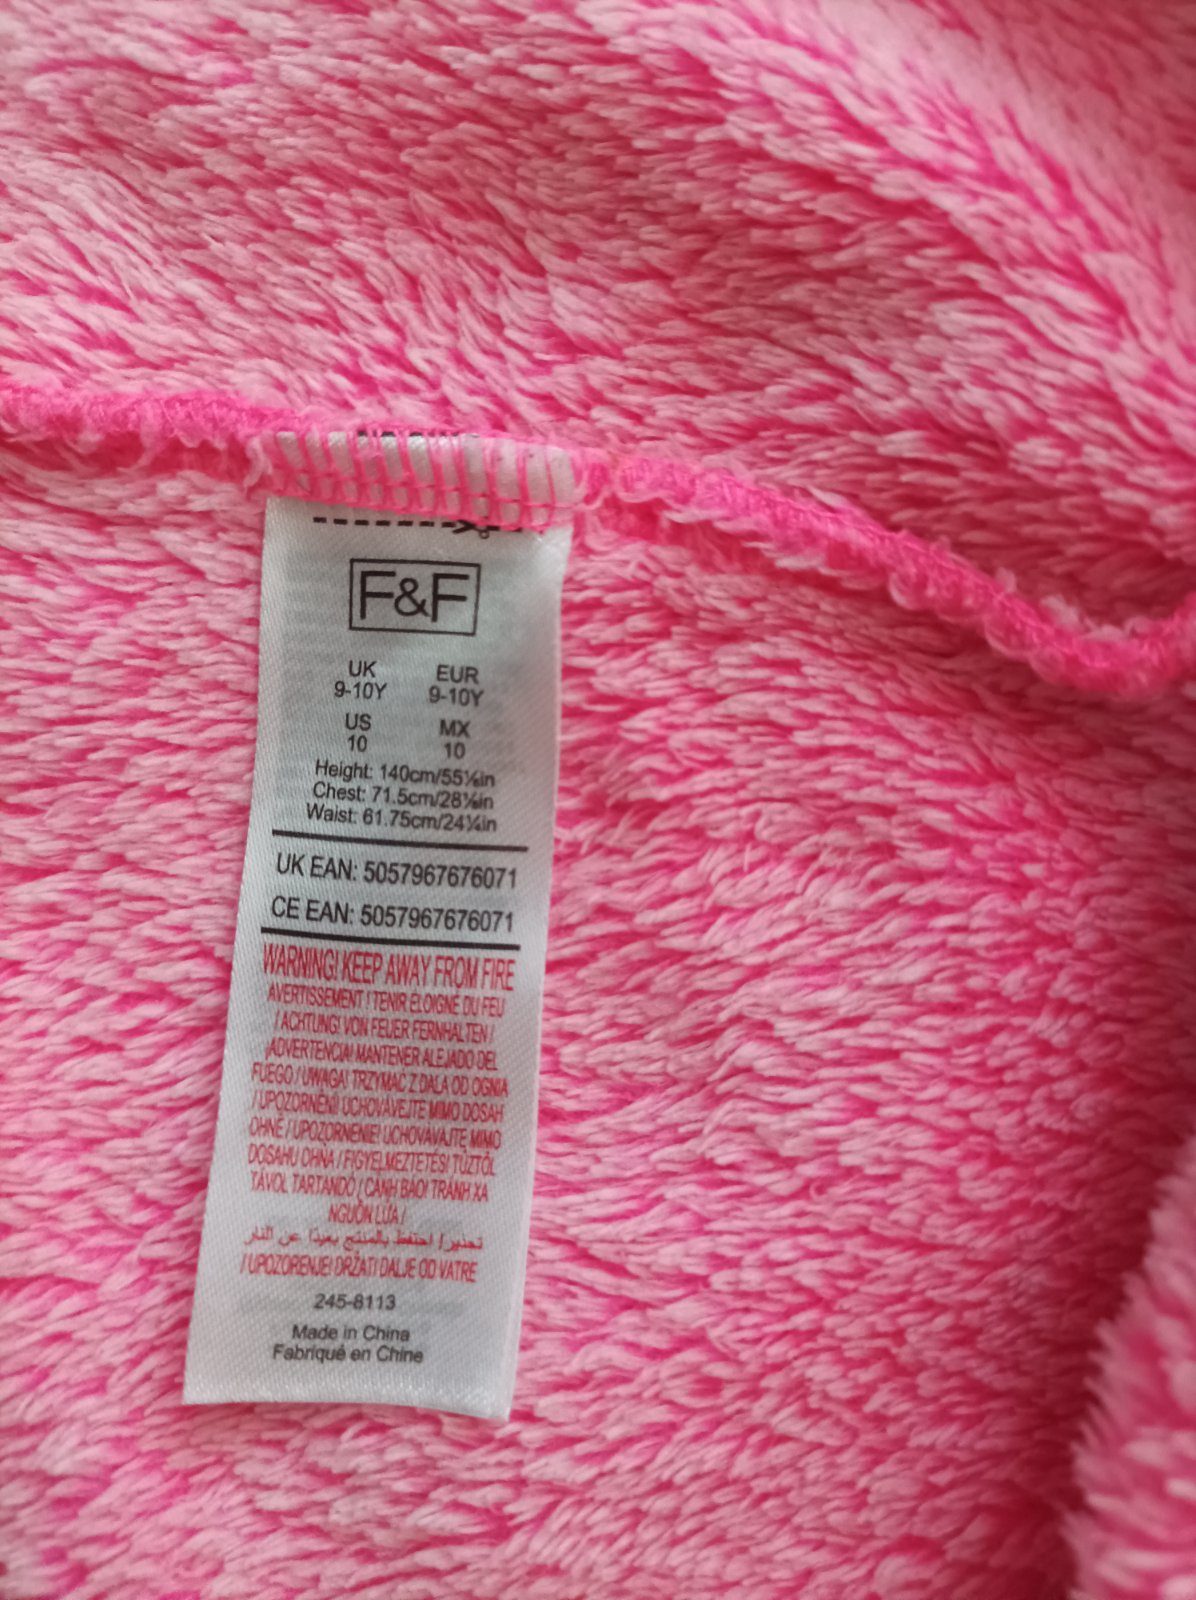 F&F
UK EUR
9-10Y 9-10Y
US MX
10 10
Height: 140cm/55¼in
Chest: 71.5cm/28¼in
Waist: 61.75cm/24¼in
UK EAN: 5057967676071
CE EAN: 5057967676071
WARNING! KEEP AWAY FROM FIRE
AVERTISSEMENT ! TENIR ELOIGNÉ DU FEU
/ ACHTUNG! VON FEUER FERNHALTEN /
¡ADVERTENCIA! MANTENER ALEJADO DEL
FUEGO / UWAGA! TRZYMAĆ Z DALA OD OGNIA
/ UPOZORNĚNÍ! UCHOVÁVEJTE MIMO DOSAH
OHNĚ / UPOZORNENIE! UCHOVÁVAJTE MIMO
DOSAHU OHŇA / FIGYELMEZTETÉS! TŰZTŐL
TÁVOL TARTANDÓ / CẢNH BÁO! TRÁNH XA
NGUỒN LỬA /
تحذير! احتفظ بالمنتج بعيدًا عن النار
/ UPOZORENJE! DRŽATI DALJE OD VATRE
245-8113
Made in China
Fabriqué en Chine